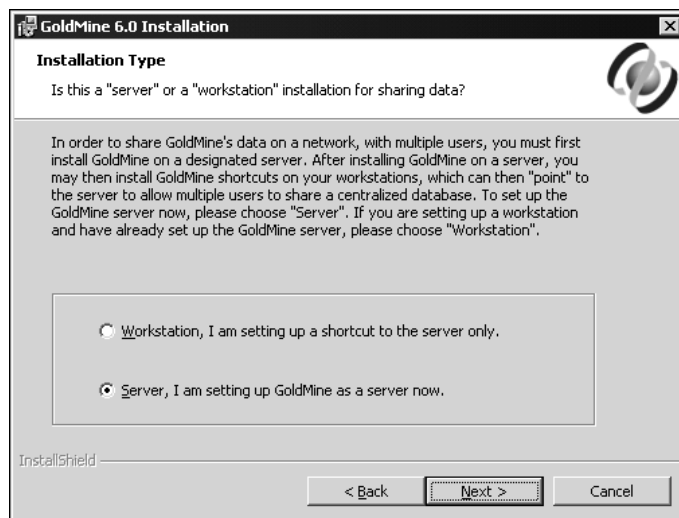 GoldMine 6.0 Installation
Installation Type
Is this a "server" or a "workstation" installation for sharing data?
In order to share GoldMine's data on a network, with multiple users, you must first
install GoldMine on a designated server. After installing GoldMine on a server, you
may then install GoldMine shortcuts on your workstations, which can then "point" to
the server to allow multiple users to share a centralized database. To set up the
GoldMine server now, please choose "Server". If you are setting up a workstation
and have already set up the GoldMine server, please choose "Workstation".
Workstation, I am setting up a shortcut to the server only.
Server, I am setting up GoldMine as a server now.
InstallShield
< Back Next > Cancel